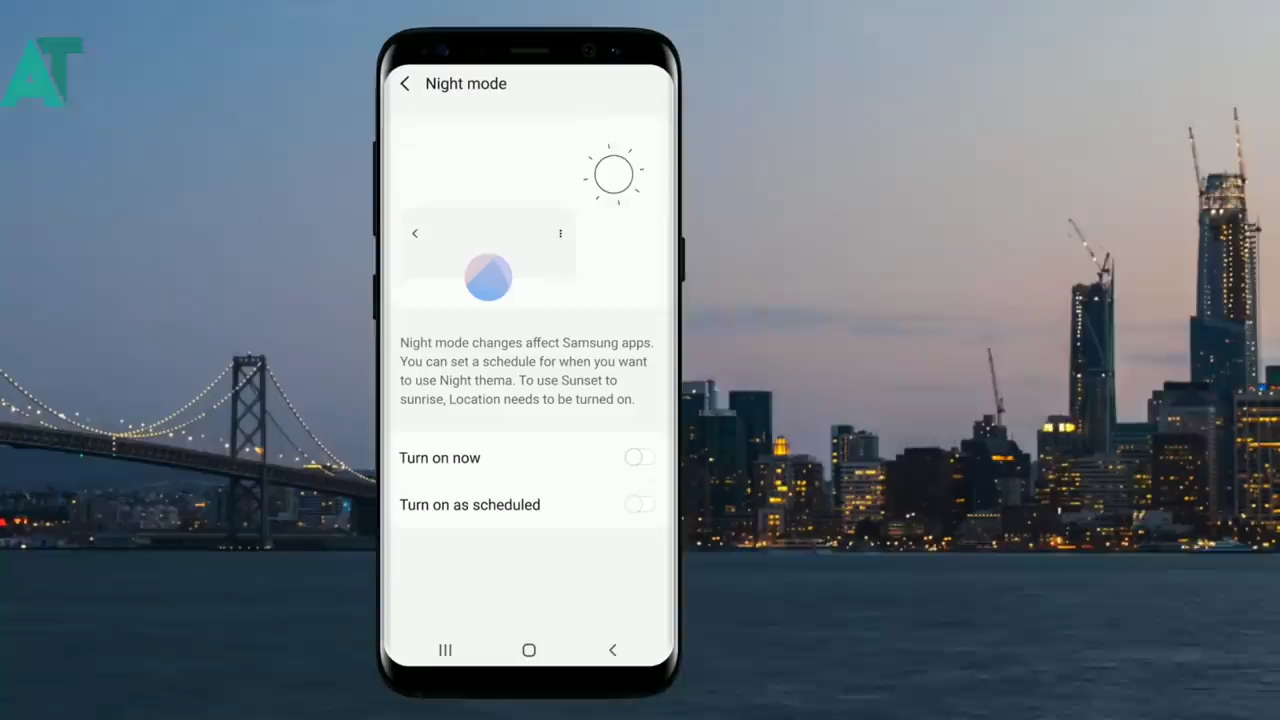 AT
Night mode
Night mode changes affect Samsung apps.
You can set a schedule for when you want
to use Night thema. To use Sunset to
sunrise, Location needs to be turned on.
Turn on now
Turn on as scheduled